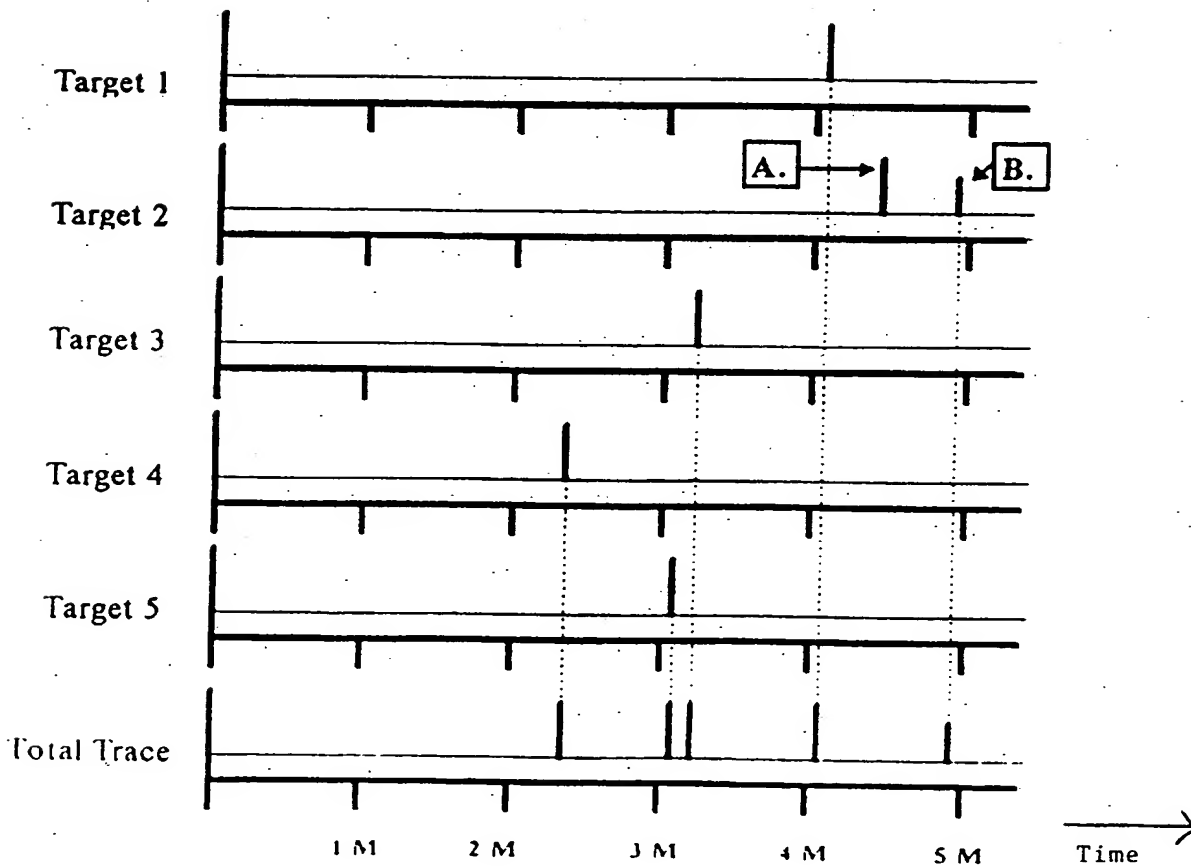 Target 1
A.
B.
Target 2
Target 3
Target 4
Target 5
Total Trace
1 M 2 M 3 M 4 M 5 M
Time